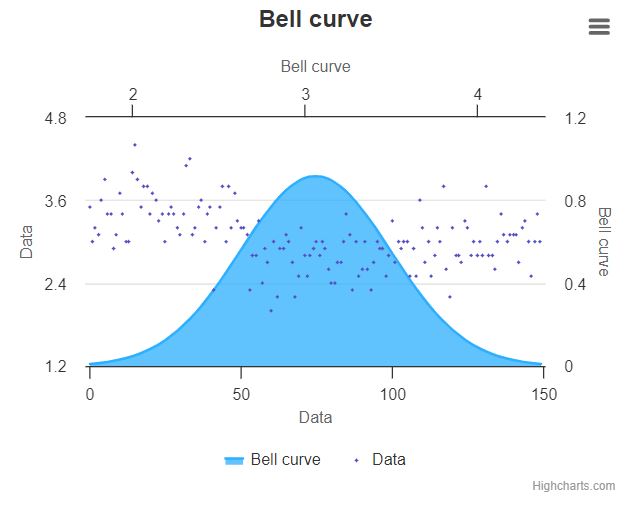 Bell curve
Bell curve
2 3 4
4.8 1.2
3.6 0.8
Data Bell curve
2.4 0.4
1.2 0
0 50 100 150
Data
Bell curve Data
Highcharts.com